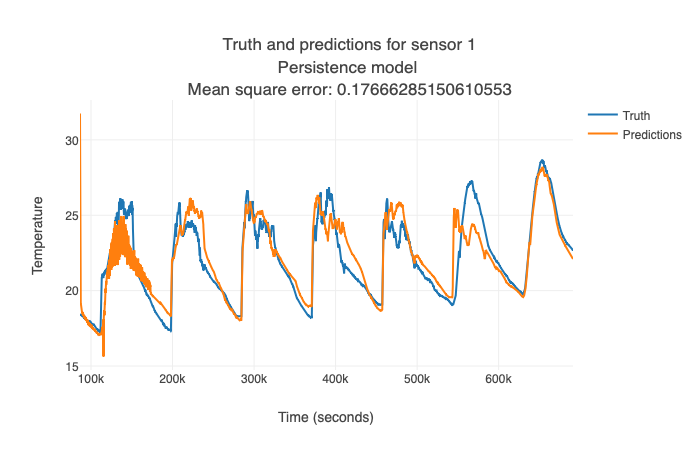 Truth and predictions for sensor 1
Persistence model
Mean square error: 0.17666285150610553
Truth
Predictions
30
25
20
15
Temperature
100k 200k 300k 400k 500k 600k
Time (seconds)